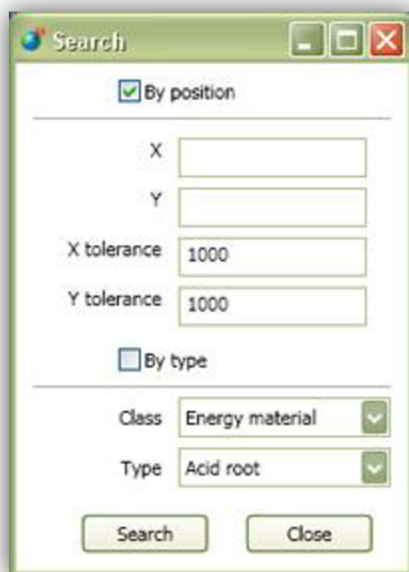 Search
By position
X
Y
X tolerance 1000
Y tolerance 1000
By type
Class Energy material
Type Acid root
Search Close